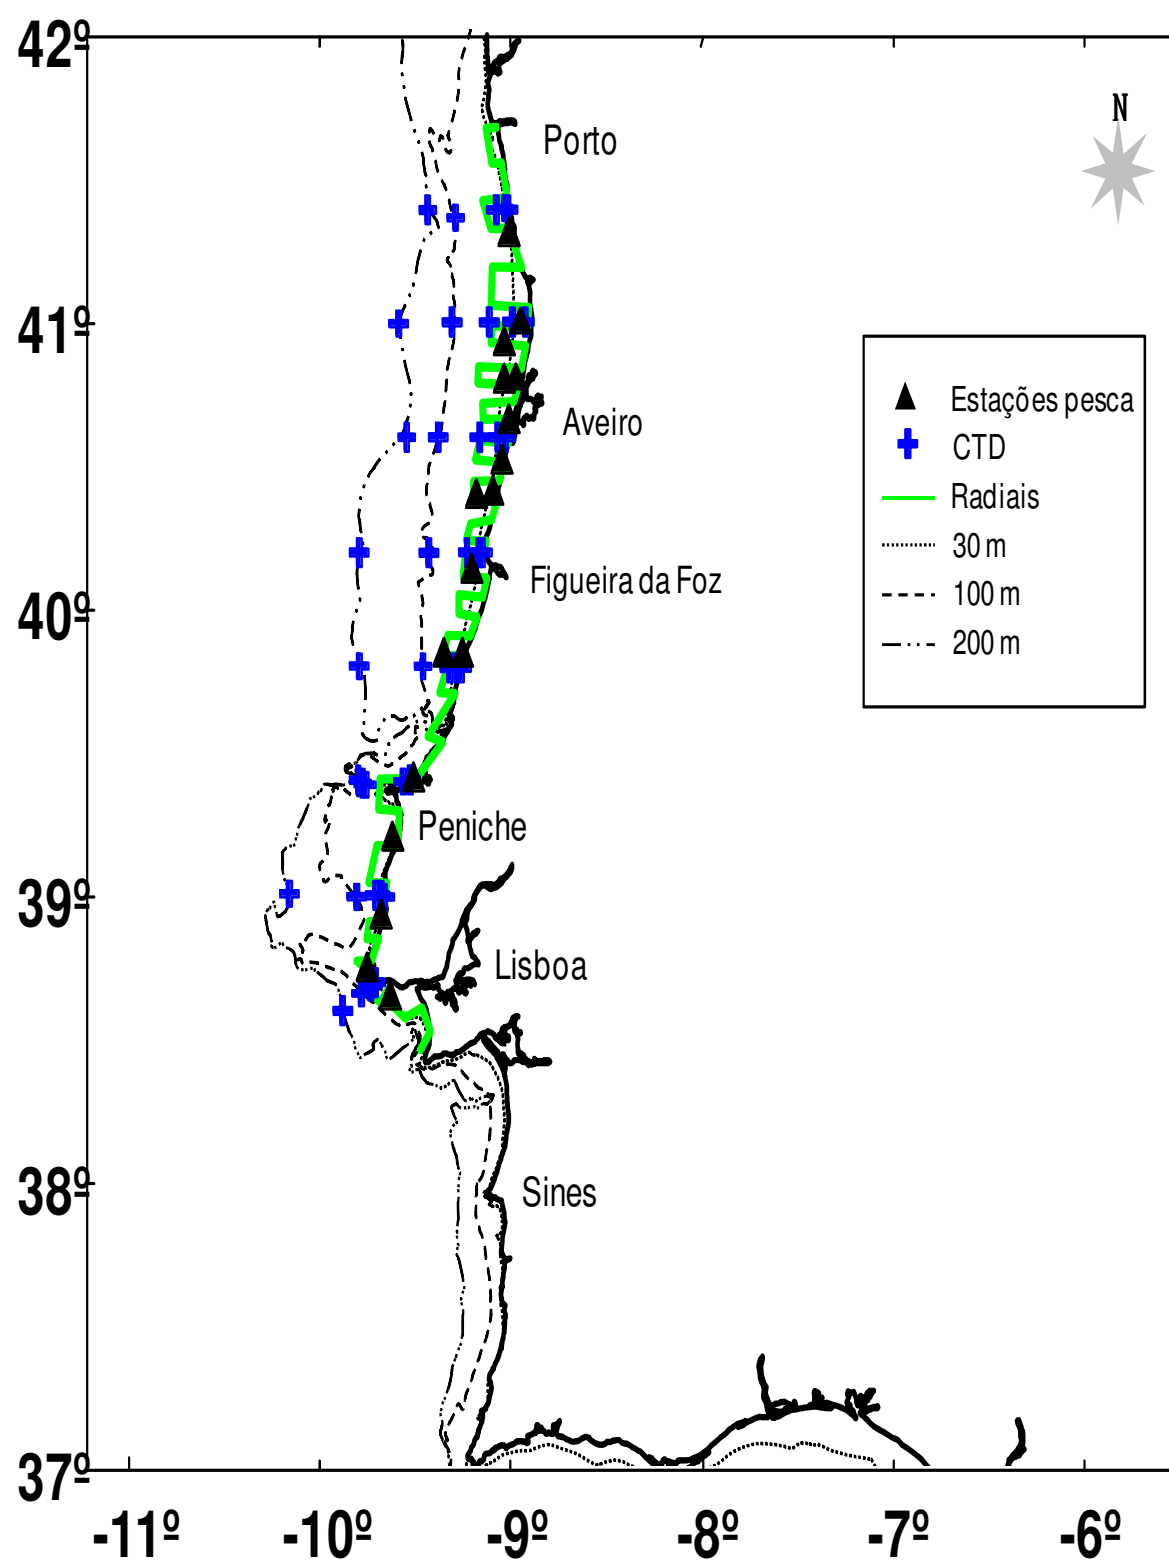 42º
N
Porto
41º
Estações pesca
Aveiro
CTD
Radiais
30 m
Figueira da Foz
100 m
40º
200 m
Peniche
39º
Lisboa
38º
Sines
37º
-11º -10º -9º -8º -7º -6º